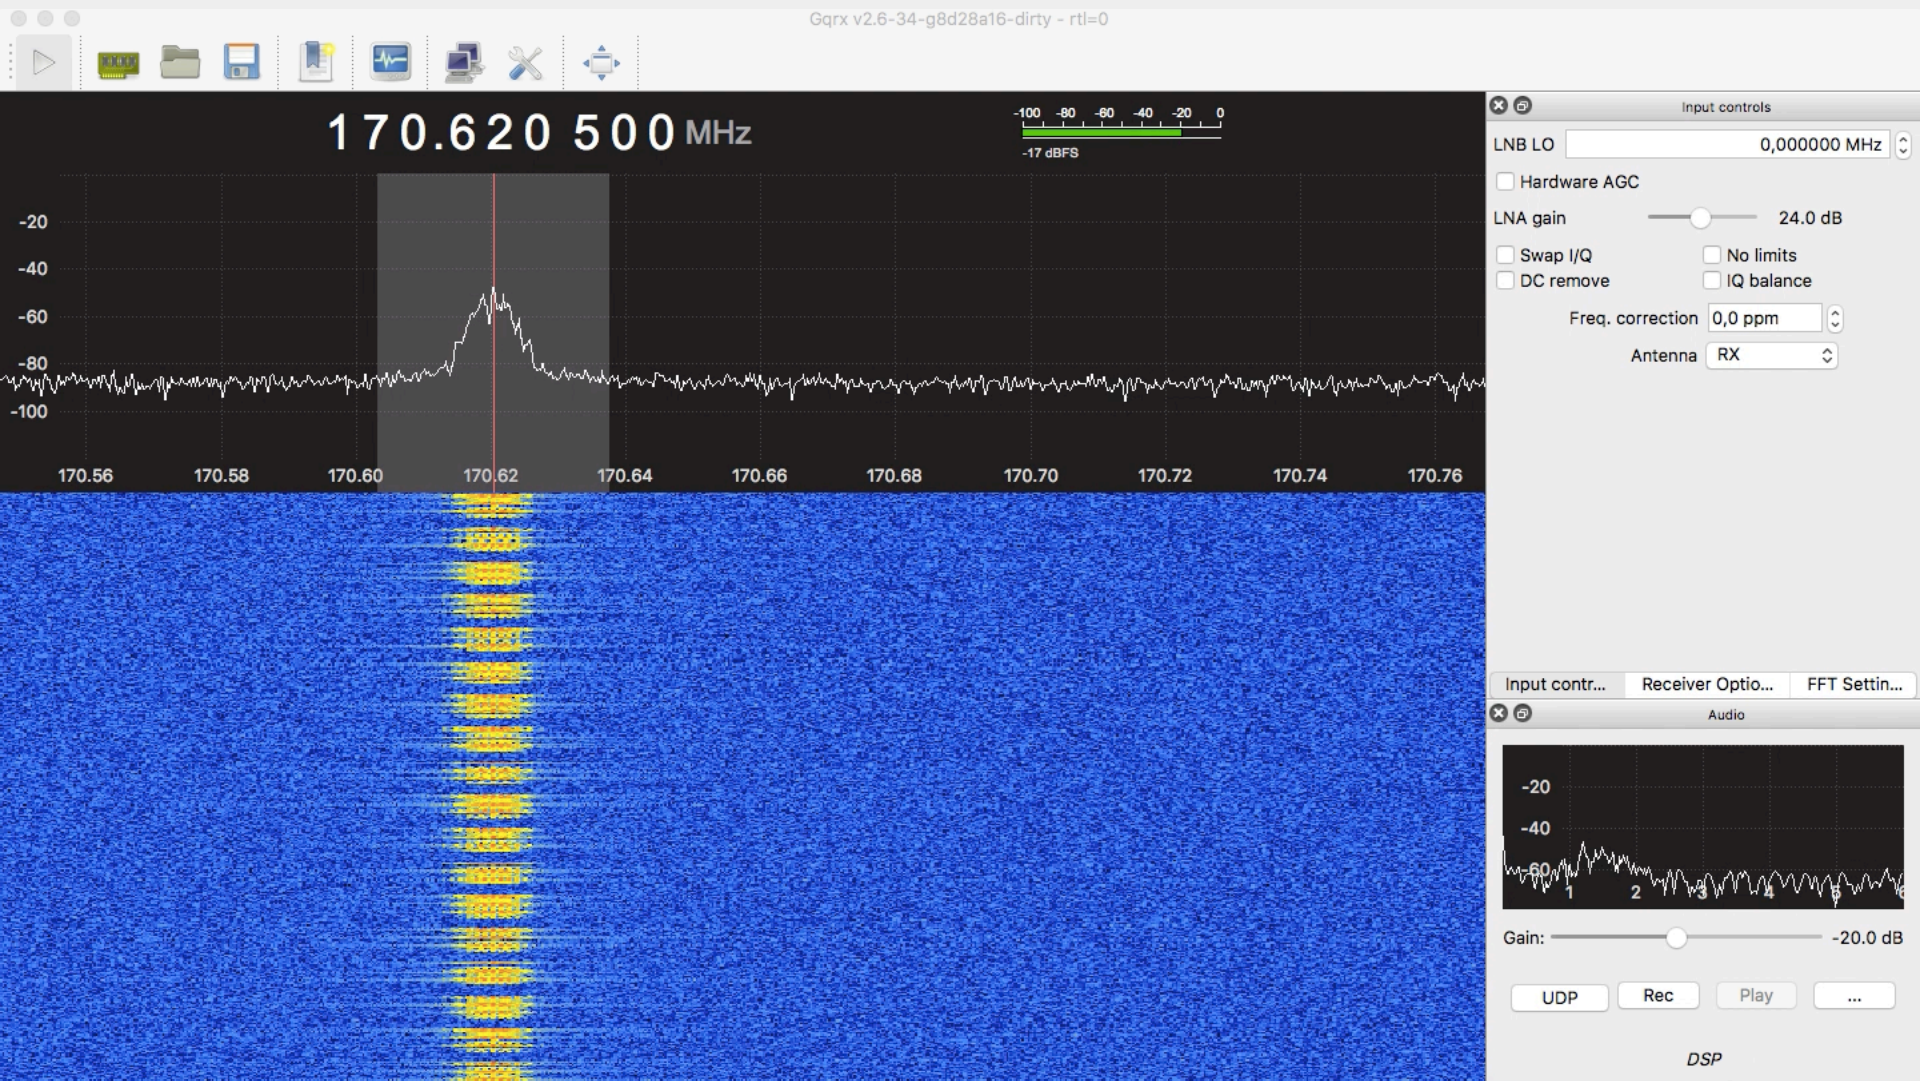 Gqrx v2.6-34-g8d28a16-dirty - rtl=0
170.620 500 MHz
-100 -80 -60 -40 -20 0
-17 dBFS
-20
-40
-60
-80
-100
170.56 170.58 170.60 170.62 170.64 170.66 170.68 170.70 170.72 170.74 170.76
Input controls
LNB LO 0,000000 MHz
Hardware AGC
LNA gain 24.0 dB
Swap I/Q No limits
DC remove IQ balance
Freq. correction 0,0 ppm
Antenna RX
Input contr... Receiver Optio... FFT Settin...
Audio
-20
-40
-60
1 2 3 4 5 6
Gain: -20.0 dB
UDP Rec Play ...
DSP